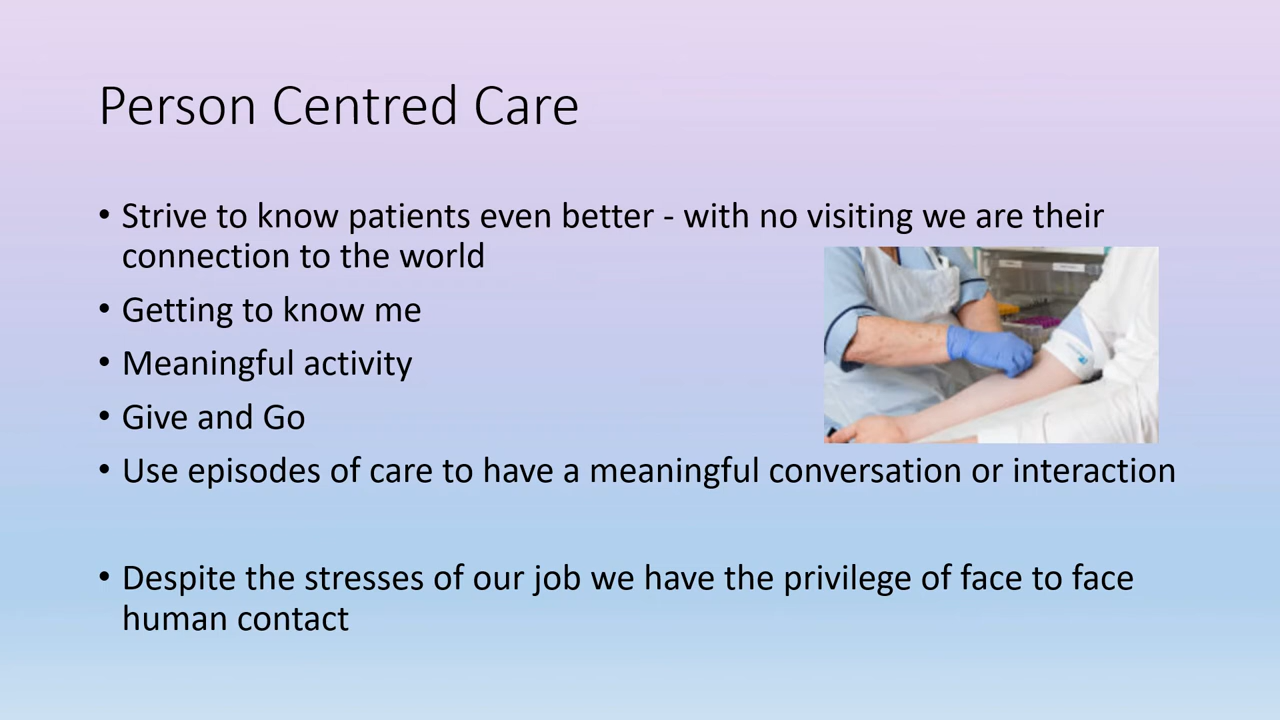 Person Centred Care
• Strive to know patients even better - with no visiting we are their
connection to the world
• Getting to know me
• Meaningful activity
• Give and Go
• Use episodes of care to have a meaningful conversation or interaction
• Despite the stresses of our job we have the privilege of face to face
human contact